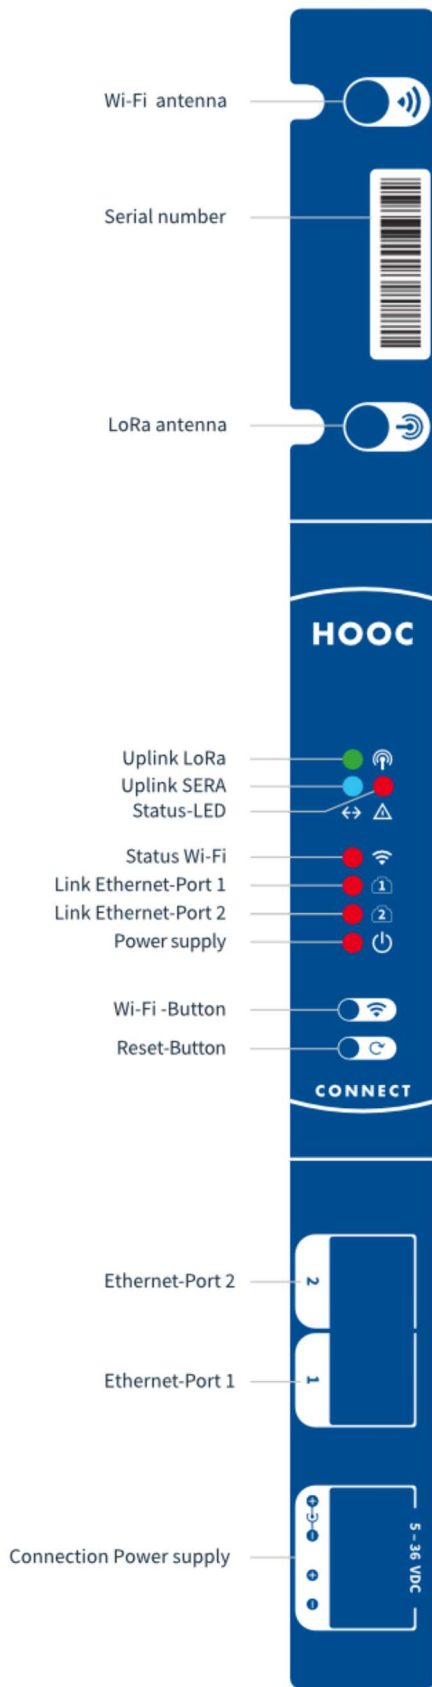 Wi-Fi antenna
Serial number
LoRa antenna
HOOC
Uplink LoRa
Uplink SERA
Status-LED
Status Wi-Fi
Link Ethernet-Port 1
1
Link Ethernet-Port 2
2
Power supply
Wi-Fi -Button
Reset-Button
CONNECT
Ethernet-Port 2
2
Ethernet-Port 1
1
Connection Power supply
5 – 36 VDC